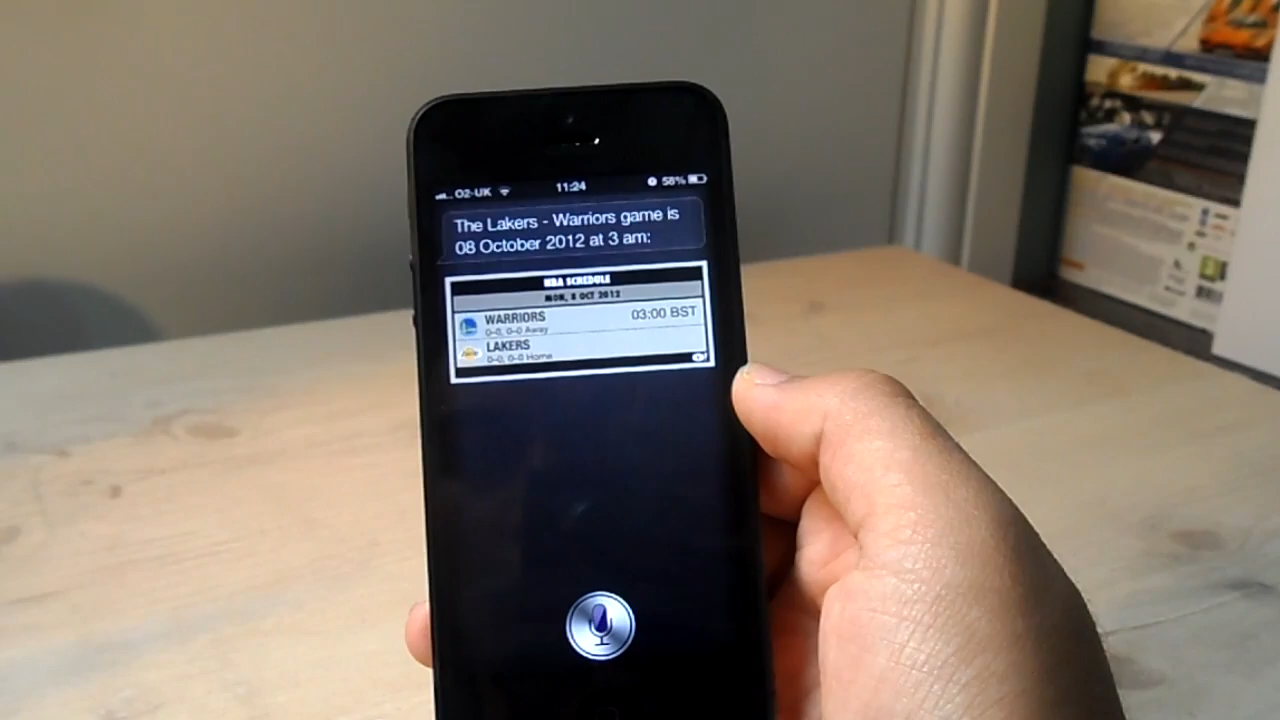 O2-UK 11:24 58%
The Lakers - Warriors game is
08 October 2012 at 3 am:
NBA SCHEDULE
MON, 8 OCT 2012
WARRIORS 03:00 BST
0-0, 0-0 Away
LAKERS
0-0, 0-0 Home